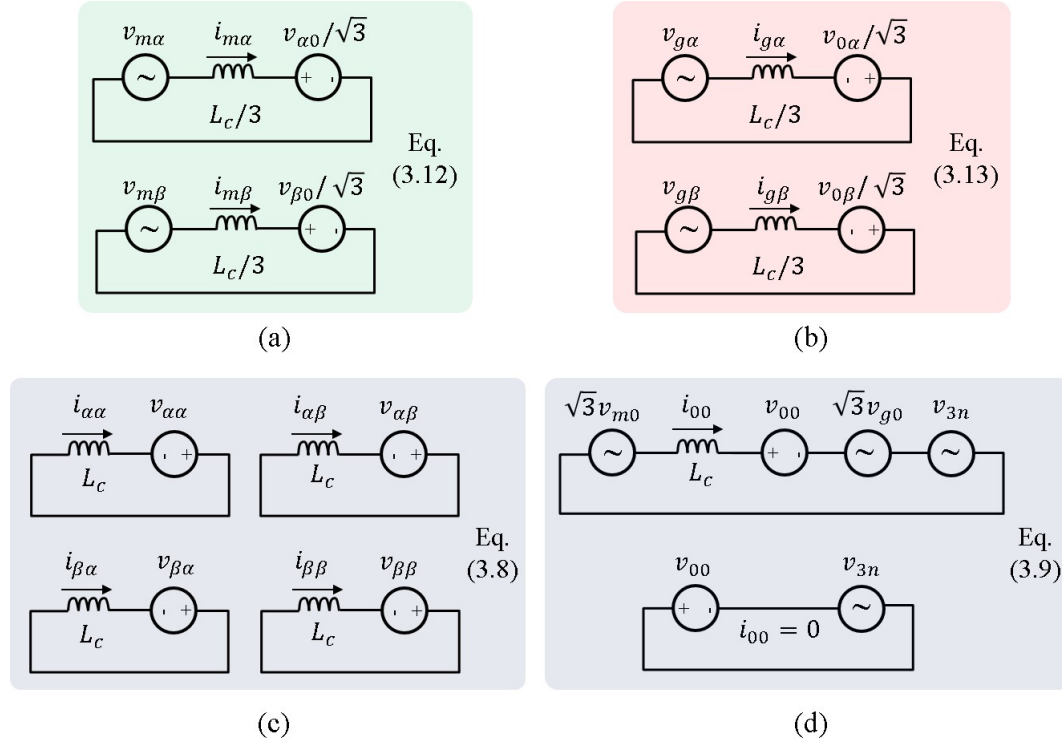 v_{mα} i_{mα} v_{α0}/√3
~ + -
L_c/3
v_{mβ} i_{mβ} v_{β0}/√3
~ + -
L_c/3
Eq.
(3.12)
(a)
v_{gα} i_{gα} v_{0α}/√3
~ - +
L_c/3
v_{gβ} i_{gβ} v_{0β}/√3
~ - +
L_c/3
Eq.
(3.13)
(b)
i_{αα} v_{αα} i_{αβ} v_{αβ}
- + - +
L_c L_c
i_{βα} v_{βα} i_{ββ} v_{ββ}
- + - +
L_c L_c
Eq.
(3.8)
(c)
√3v_{m0} i_{00} v_{00} √3v_{g0} v_{3n}
~ + - ~ ~
L_c
v_{00} v_{3n}
+ - ~
i_{00} = 0
Eq.
(3.9)
(d)